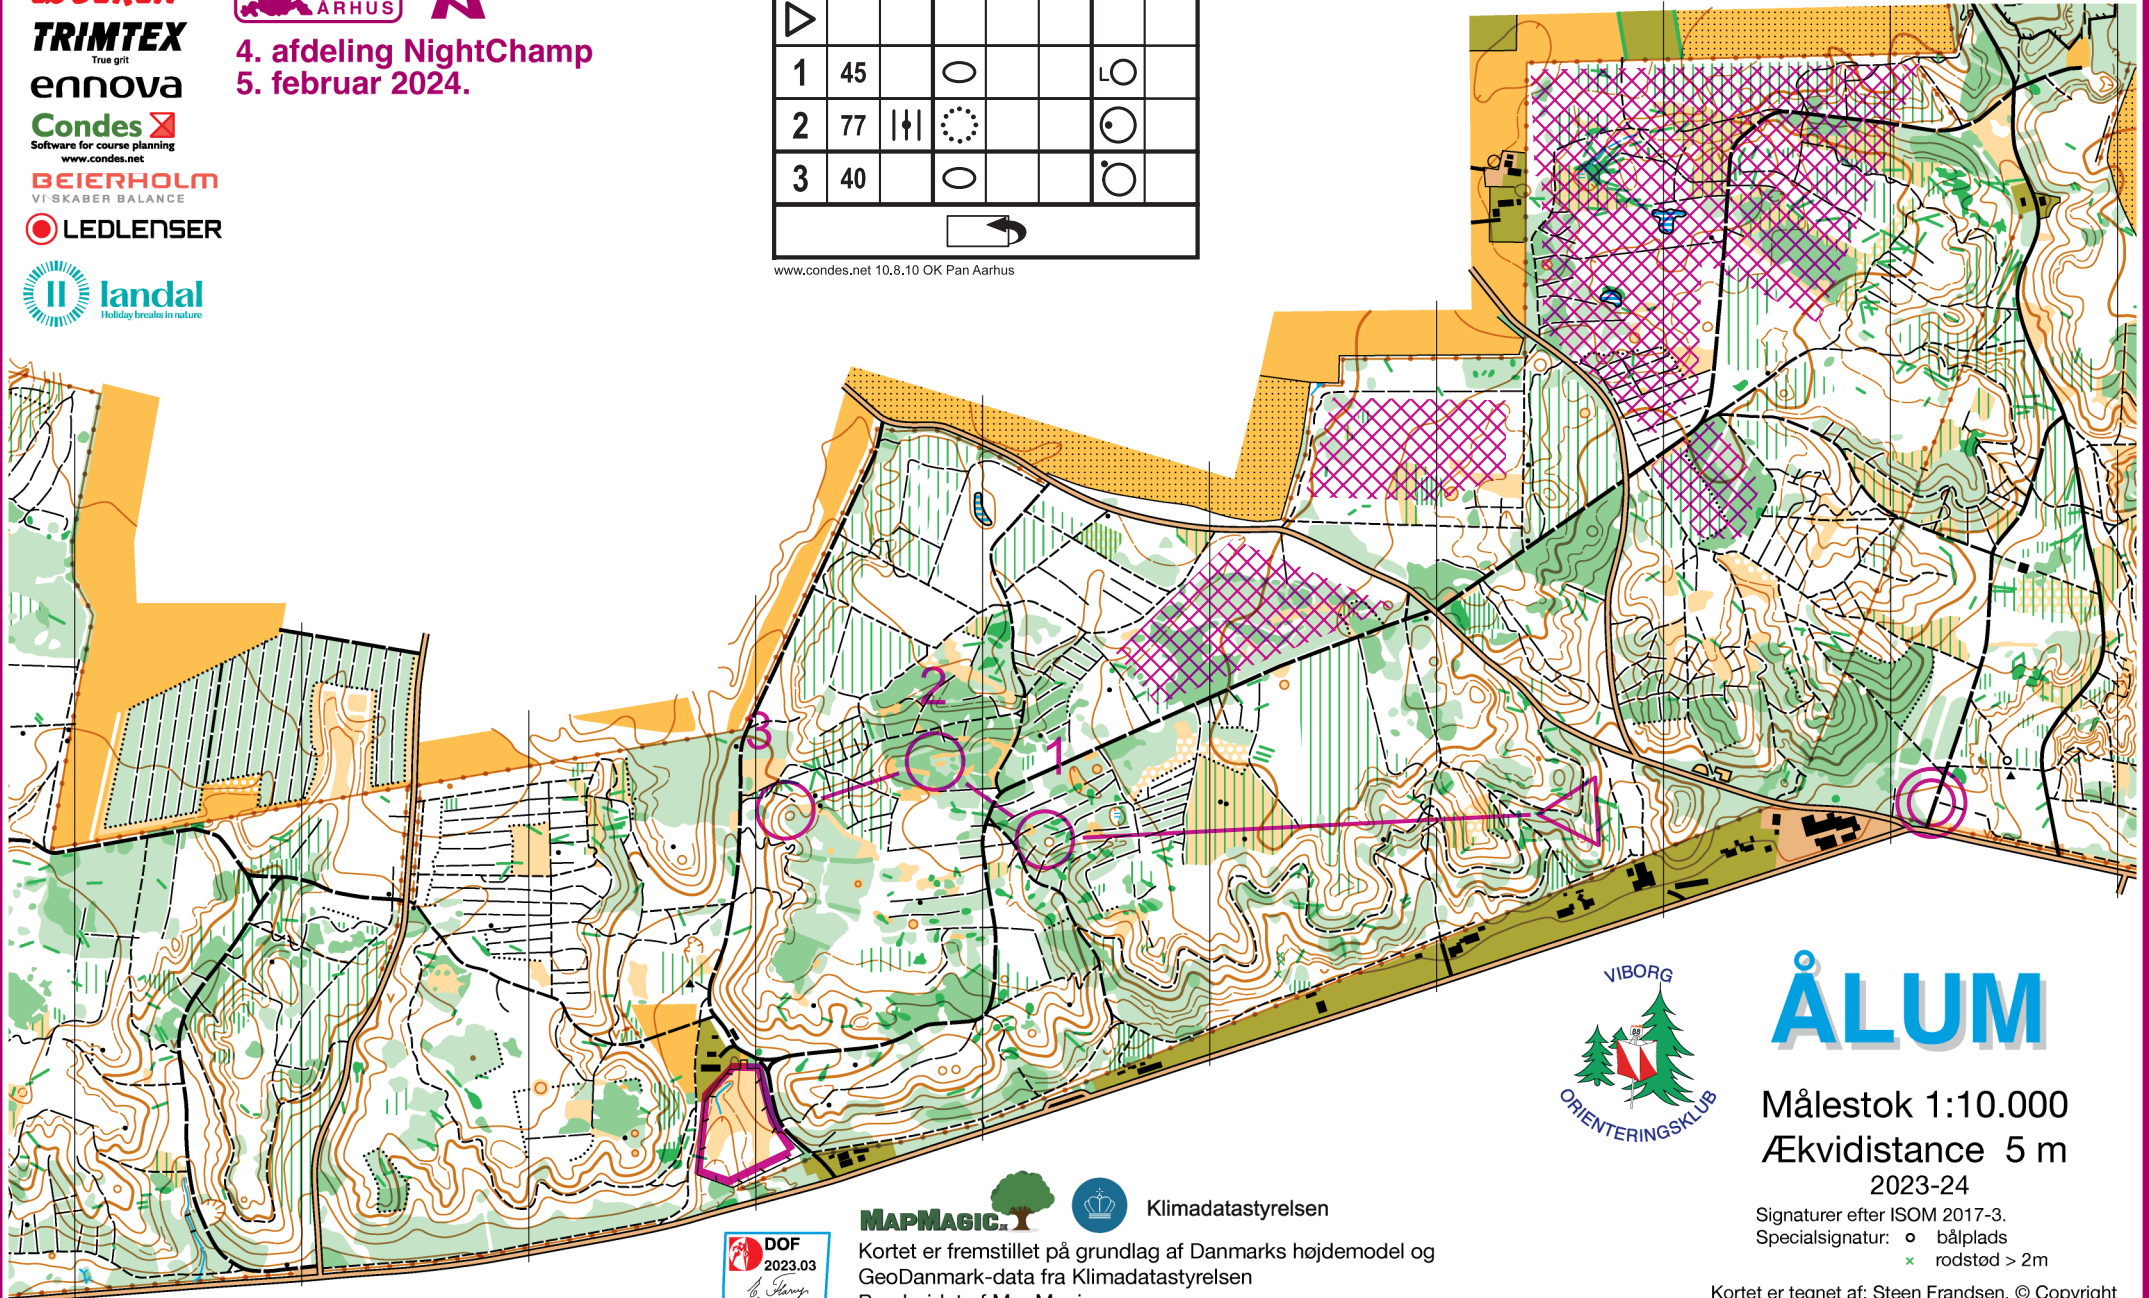 TRIMTEX
True grit
ennova
Condes
Software for course planning
www.condes.net
BEIERHOLM
VI SKABER BALANCE
LEDLENSER
landal
Holiday breaks in nature
ÅRHUS
4. afdeling NightChamp
5. februar 2024.
1 45 L
2 77
3 40
www.condes.net 10.8.10 OK Pan Aarhus
1
2
3
VIBORG
88
ORIENTERINGSKLUB
ÅLUM
Målestok 1:10.000
Ækvidistance 5 m
2023-24
Signaturer efter ISOM 2017-3.
Specialsignatur: bålplads
rodstød > 2m
Kortet er tegnet af: Steen Frandsen. © Copyright
MAPMAGIC.DK
Klimadatastyrelsen
DOF
2023.03
Kortet er fremstillet på grundlag af Danmarks højdemodel og
GeoDanmark-data fra Klimadatastyrelsen